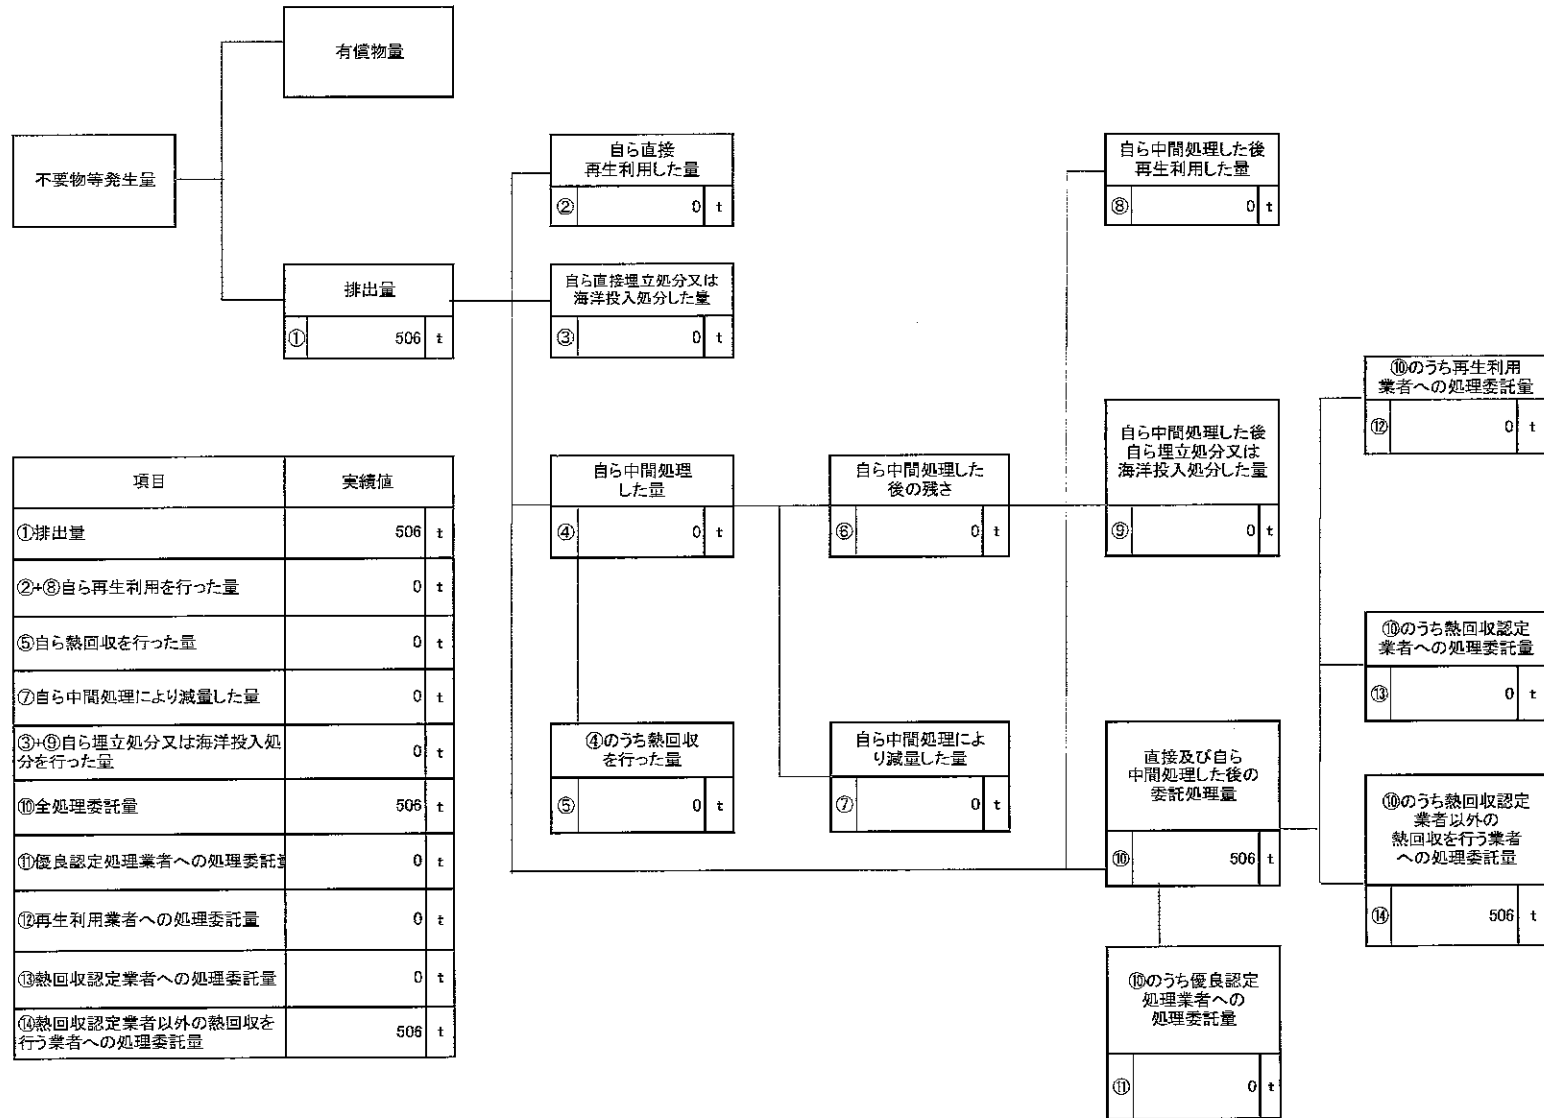 有償物量
不要物等発生量
排出量
① 506 t
自ら直接
再生利用した量
② 0 t
自ら直接埋立処分又は
海洋投入処分した量
③ 0 t
自ら中間処理
した量
④ 0 t
④のうち熱回収
を行った量
⑤ 0 t
自ら中間処理した
後の残さ
⑥ 0 t
自ら中間処理によ
り減量した量
⑦ 0 t
自ら中間処理した後
再生利用した量
⑧ 0 t
自ら中間処理した後
自ら埋立処分又は
海洋投入処分した量
⑨ 0 t
直接及び自ら
中間処理した後の
委託処理量
⑩ 506 t
⑩のうち優良認定
処理業者への
処理委託量
⑪ 0 t
⑩のうち再生利用
業者への処理委託量
⑫ 0 t
⑩のうち熱回収認定
業者への処理委託量
⑬ 0 t
⑩のうち熱回収認定
業者以外の
熱回収を行う業者
への処理委託量
⑭ 506 t
項目 実績値
①排出量 506 t
②+⑧自ら再生利用を行った量 0 t
⑤自ら熱回収を行った量 0 t
⑦自ら中間処理により減量した量 0 t
③+⑨自ら埋立処分又は海洋投入処
分を行った量 0 t
⑩全処理委託量 506 t
⑪優良認定処理業者への処理委託量 0 t
⑫再生利用業者への処理委託量 0 t
⑬熱回収認定業者への処理委託量 0 t
⑭熱回収認定業者以外の熱回収を
行う業者への処理委託量 506 t